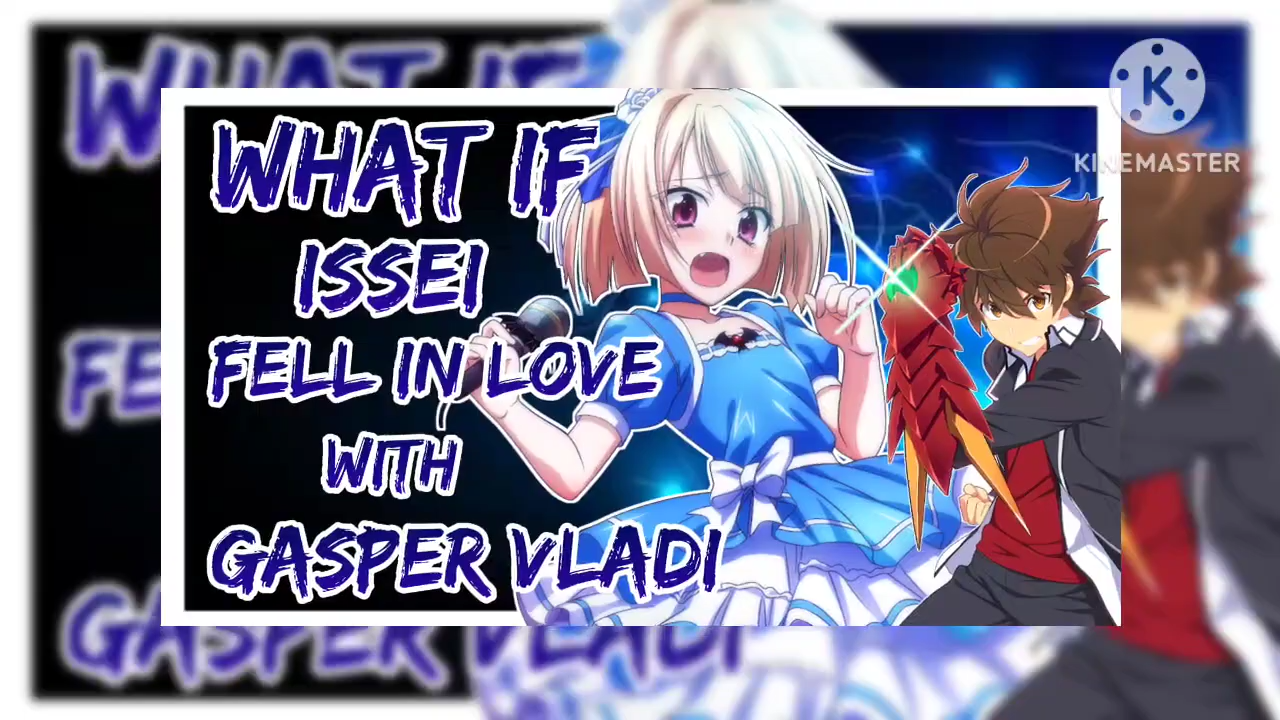 WHAT IF
ISSEI
FELL IN LOVE
WITH
GASPER VLADI
K
KINEMASTER